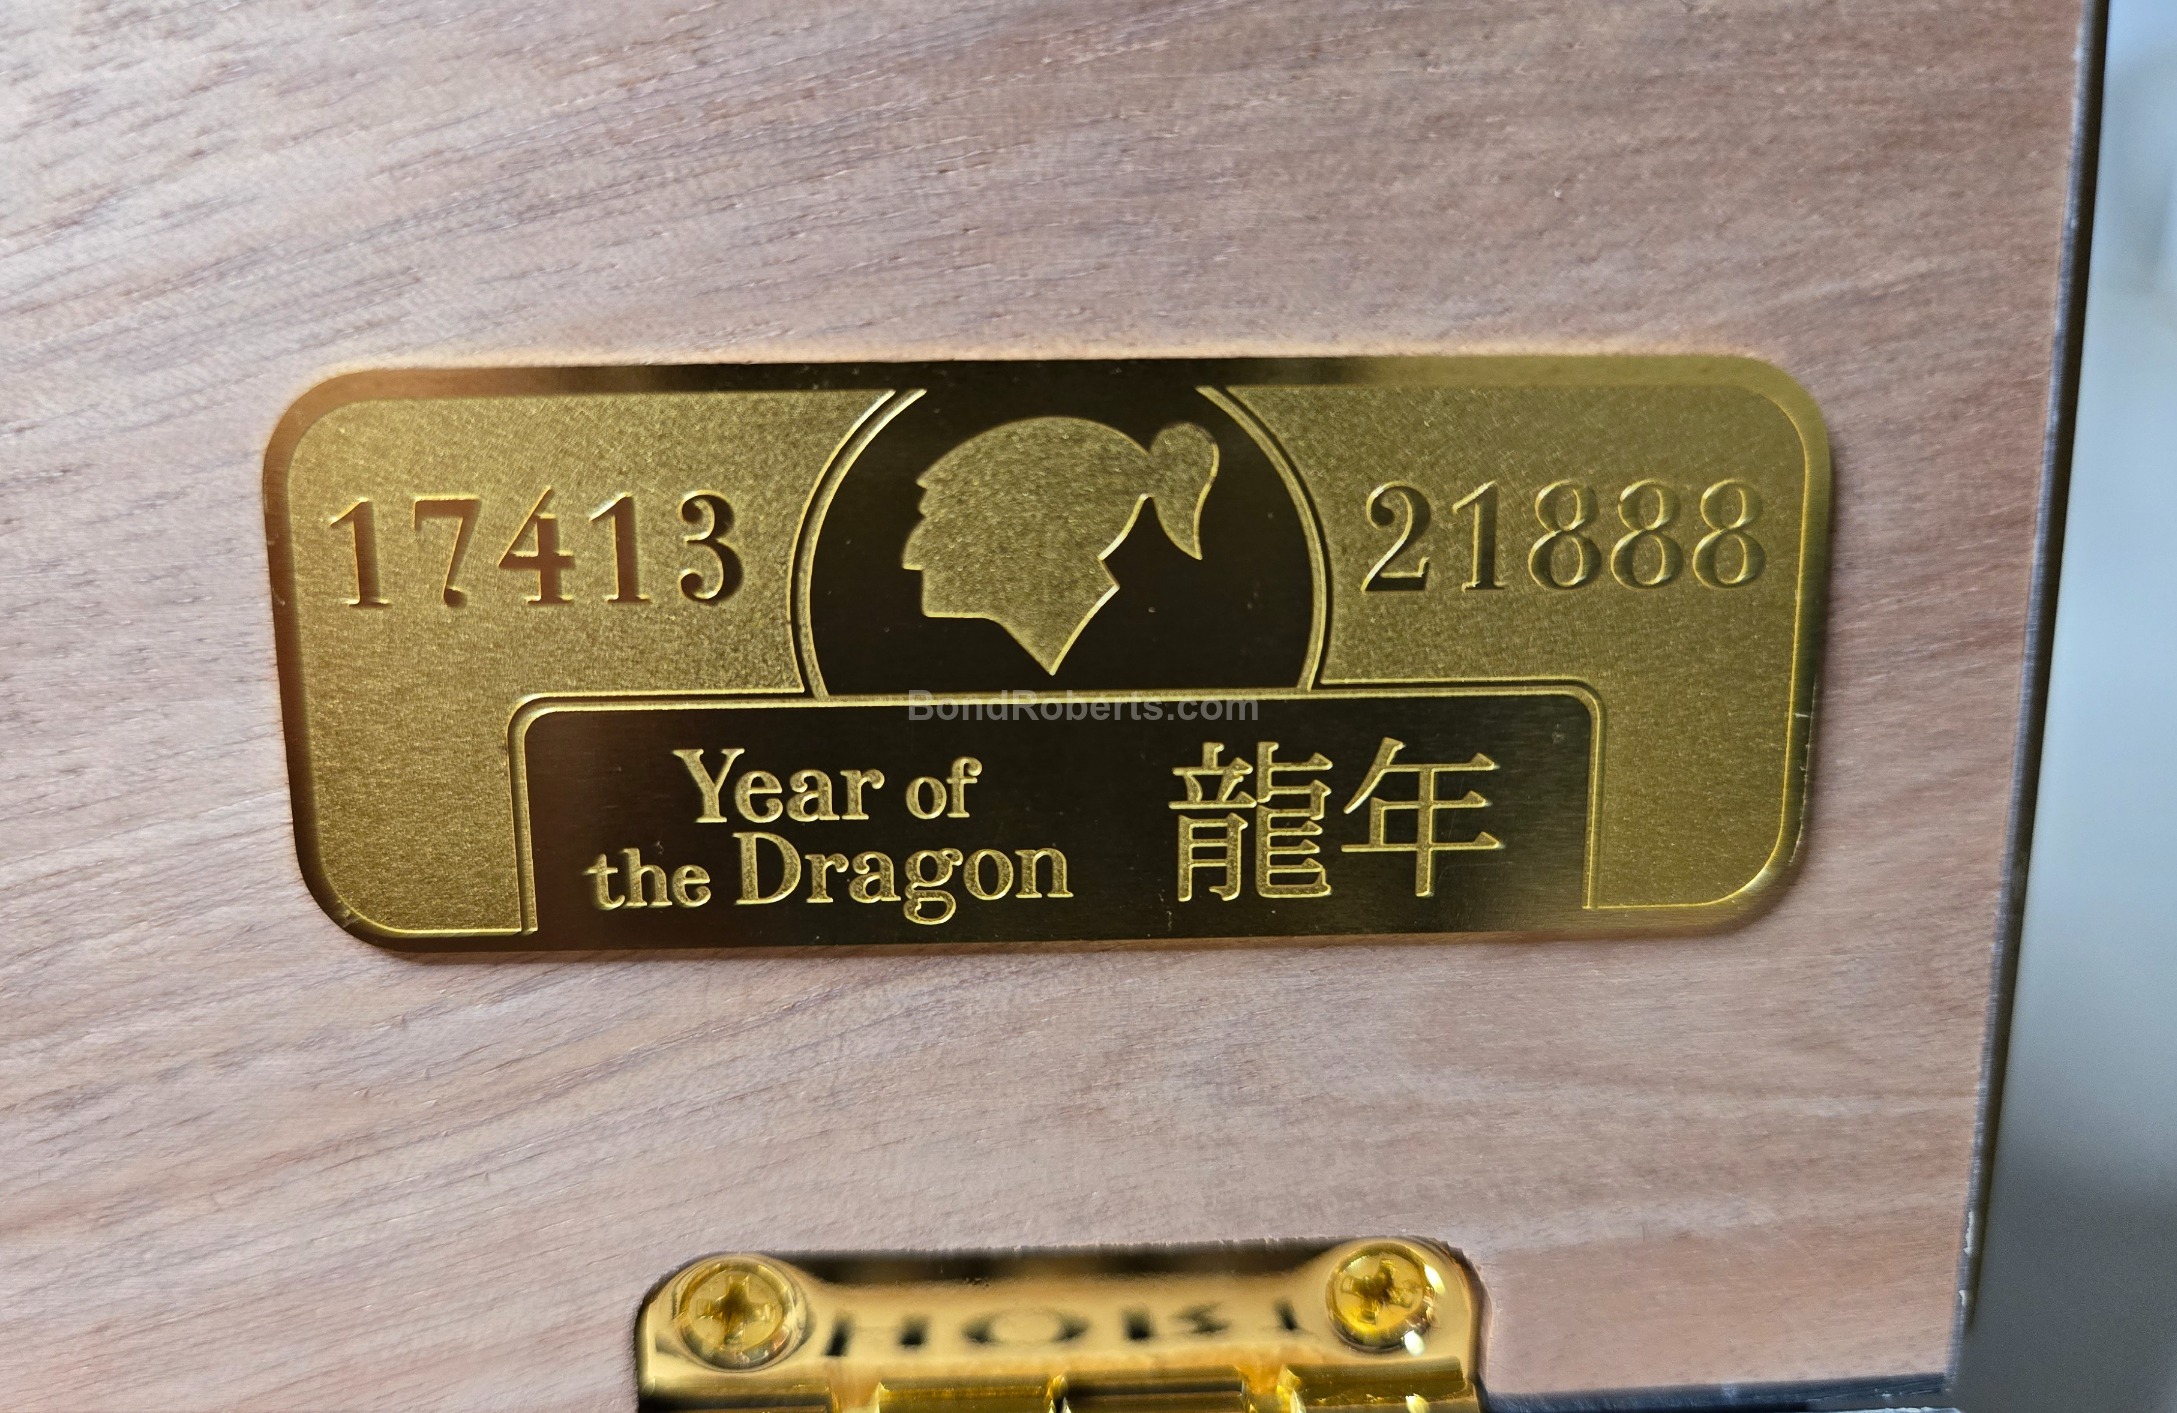 17413 21888
BondRoberts.com
Year of
the Dragon
龍年